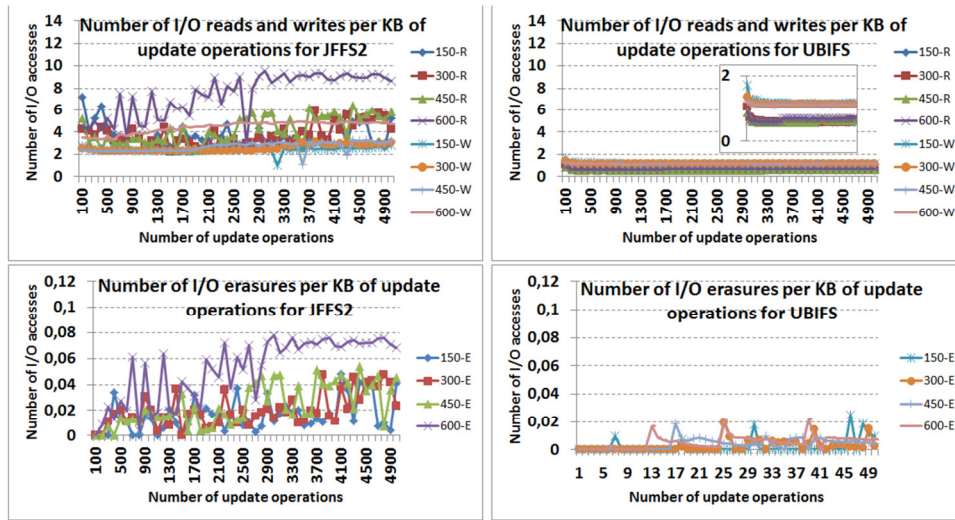 Number of I/O reads and writes per KB of
update operations for JFFS2
Number of I/O accesses
14
12
10
8
6
4
2
0
100
500
900
1300
1700
2100
2500
2900
3300
3700
4100
4500
4900
Number of update operations
150-R
300-R
450-R
600-R
150-W
300-W
450-W
600-W
Number of I/O reads and writes per KB of
update operations for UBIFS
Number of I/O accesses
14
12
10
8
6
4
2
0
2
0
100
500
900
1300
1700
2100
2500
2900
3300
3700
4100
4500
4900
Number of update operations
150-R
300-R
450-R
600-R
150-W
300-W
450-W
600-W
Number of I/O erasures per KB of update
operations for JFFS2
Number of I/O accesses
0,12
0,1
0,08
0,06
0,04
0,02
0
100
500
900
1300
1700
2100
2500
2900
3300
3700
4100
4500
4900
Number of update operations
150-E
300-E
450-E
600-E
Number of I/O erasures per KB of update
operations for UBIFS
Number of I/O accesses
0,12
0,1
0,08
0,06
0,04
0,02
0
1
5
9
13
17
21
25
29
33
37
41
45
49
Number of update operations
150-E
300-E
450-E
600-E